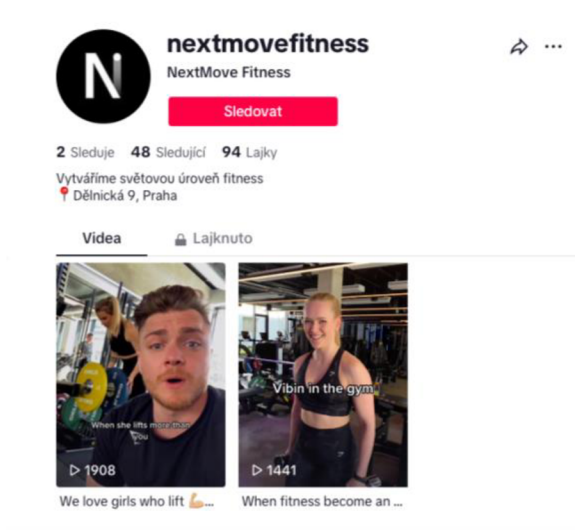 N
nextmovefitness
NextMove Fitness
Sledovat
2 Sleduje 48 Sledující 94 Lajky
Vytváříme světovou úroveň fitness
📍 Dělnická 9, Praha
Videa Lajknuto
When she lifts more than
you
1908
Vibin in the gym
1441
We love girls who lift 💪...
When fitness become an ...